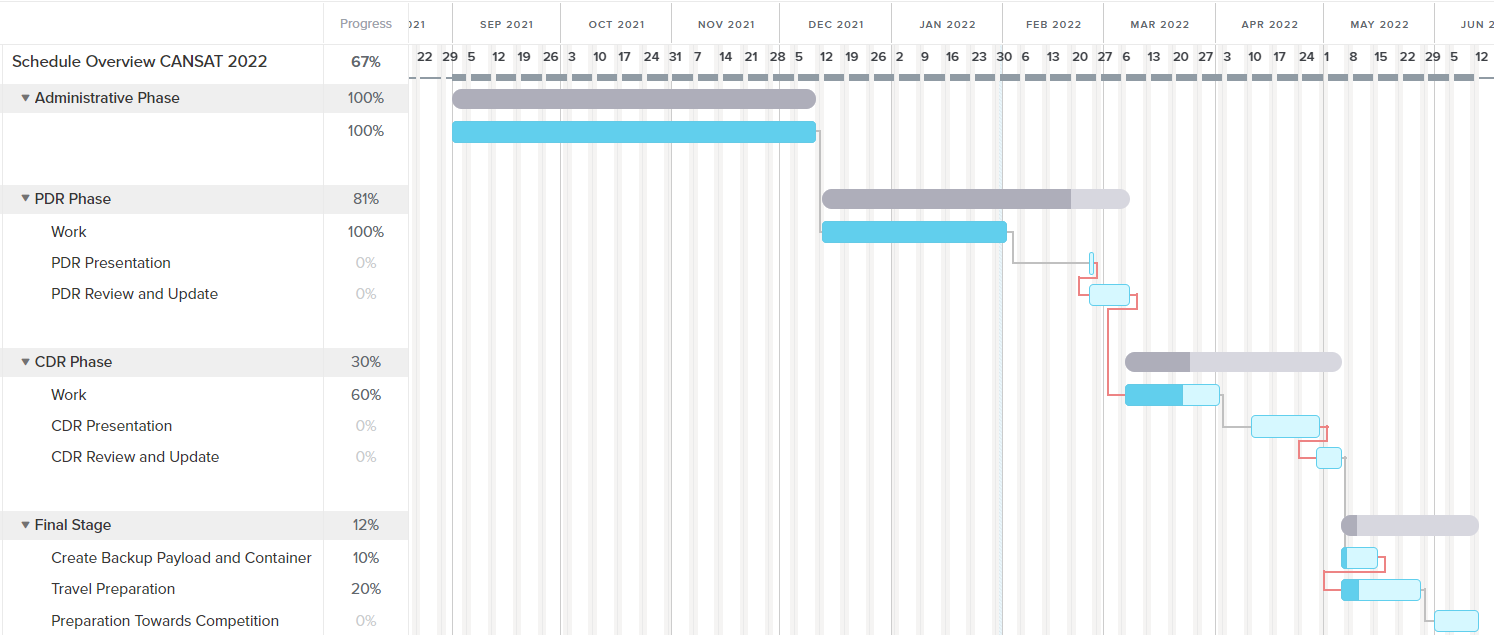 Progress 021 SEP 2021 OCT 2021 NOV 2021 DEC 2021 JAN 2022 FEB 2022 MAR 2022 APR 2022 MAY 2022 JUN 2
Schedule Overview CANSAT 2022 67% 22 29 5 12 19 26 3 10 17 24 31 7 14 21 28 5 12 19 26 2 9 16 23 30 6 13 20 27 6 13 20 27 3 10 17 24 1 8 15 22 29 5 12
Administrative Phase 100%
100%
PDR Phase 81%
Work 100%
PDR Presentation 0%
PDR Review and Update 0%
CDR Phase 30%
Work 60%
CDR Presentation 0%
CDR Review and Update 0%
Final Stage 12%
Create Backup Payload and Container 10%
Travel Preparation 20%
Preparation Towards Competition 0%